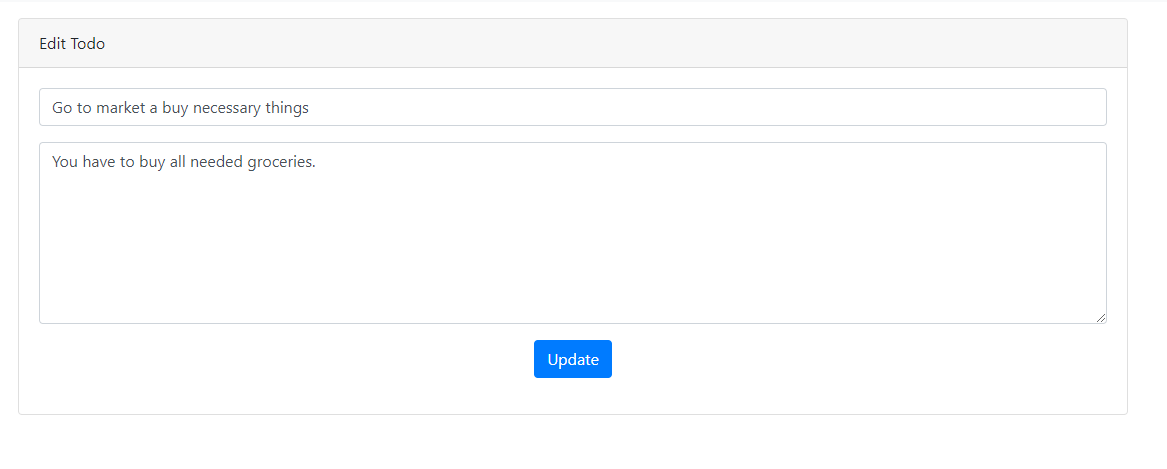 Edit Todo
Go to market a buy necessary things
You have to buy all needed groceries.
Update